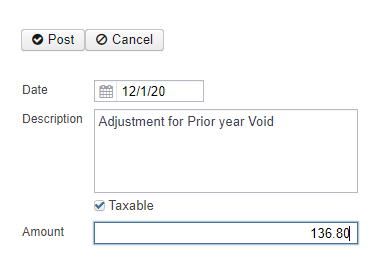 Post Cancel
Date 12/1/20
Description Adjustment for Prior year Void
Taxable
Amount 136.80